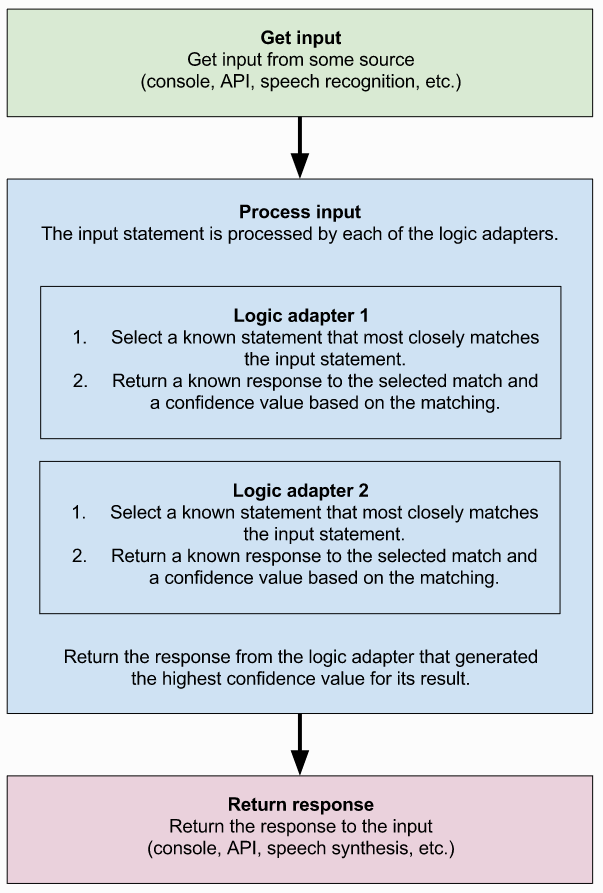 Get input
Get input from some source
(console, API, speech recognition, etc.)
Process input
The input statement is processed by each of the logic adapters.
Logic adapter 1
1. Select a known statement that most closely matches
the input statement.
2. Return a known response to the selected match and
a confidence value based on the matching.
Logic adapter 2
1. Select a known statement that most closely matches
the input statement.
2. Return a known response to the selected match and
a confidence value based on the matching.
Return the response from the logic adapter that generated
the highest confidence value for its result.
Return response
Return the response to the input
(console, API, speech synthesis, etc.)